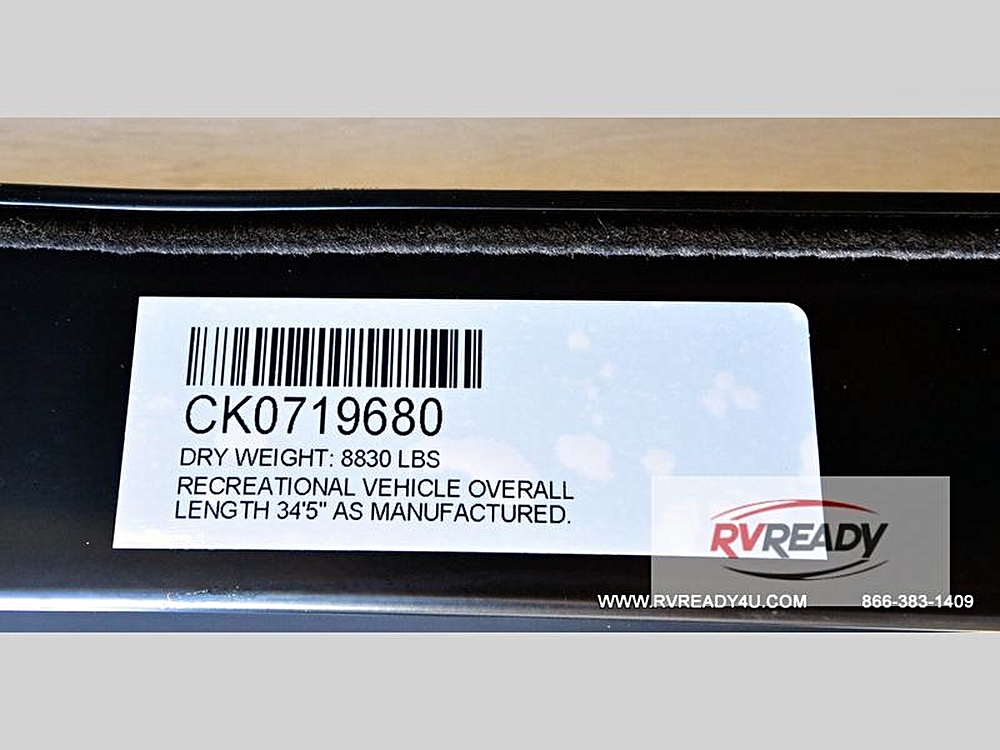 CK0719680
DRY WEIGHT: 8830 LBS
RECREATIONAL VEHICLE OVERALL
LENGTH 34'5" AS MANUFACTURED.
RVREADY
WWW.RVREADY4U.COM 866-383-1409